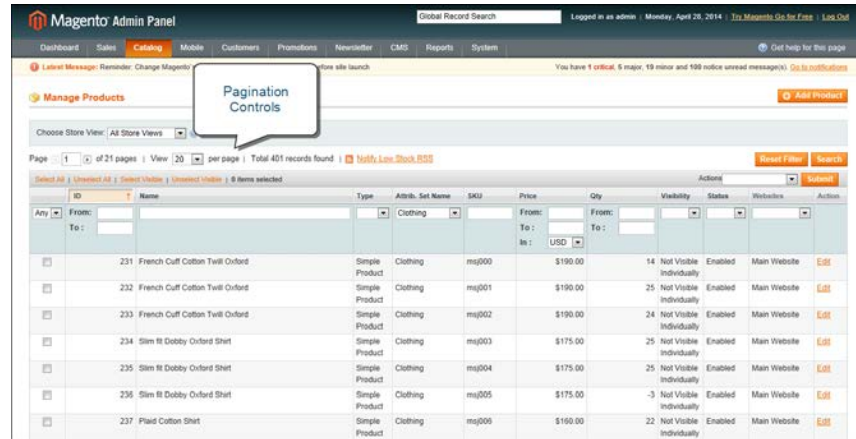 Magento Admin Panel
Global Record Search
Logged in as admin | Monday, April 28, 2014 | Try Magento Go for Free | Log Out
Dashboard Sales Catalog Mobile Customers Promotions Newsletter CMS Reports System
Get help for this page
Latest Message: Reminder: Change Magento's fore site launch
You have 1 critical, 5 major, 19 minor and 100 notice unread message(s). Go to notifications
Pagination
Controls
Manage Products
Add Product
Choose Store View: All Store Views
Page 1 of 21 pages | View 20 per page | Total 401 records found | Notify Low Stock RSS
Reset Filter Search
Select All | Unselect All | Select Visible | Unselect Visible | 0 items selected
Actions
Submit
ID Name Type Attrib. Set Name SKU Price Qty Visibility Status Websites Action
Any From: Clothing From: From:
To : To : To :
In : USD
231 French Cuff Cotton Twill Oxford Simple Product Clothing msj000 $190.00 14 Not Visible Individually Enabled Main Website Edit
232 French Cuff Cotton Twill Oxford Simple Product Clothing msj001 $190.00 25 Not Visible Individually Enabled Main Website Edit
233 French Cuff Cotton Twill Oxford Simple Product Clothing msj002 $190.00 24 Not Visible Individually Enabled Main Website Edit
234 Slim fit Dobby Oxford Shirt Simple Product Clothing msj003 $175.00 25 Not Visible Individually Enabled Main Website Edit
235 Slim fit Dobby Oxford Shirt Simple Product Clothing msj004 $175.00 25 Not Visible Individually Enabled Main Website Edit
236 Slim fit Dobby Oxford Shirt Simple Product Clothing msj005 $175.00 -3 Not Visible Individually Enabled Main Website Edit
237 Plaid Cotton Shirt Simple Product Clothing msj006 $160.00 22 Not Visible Individually Enabled Main Website Edit